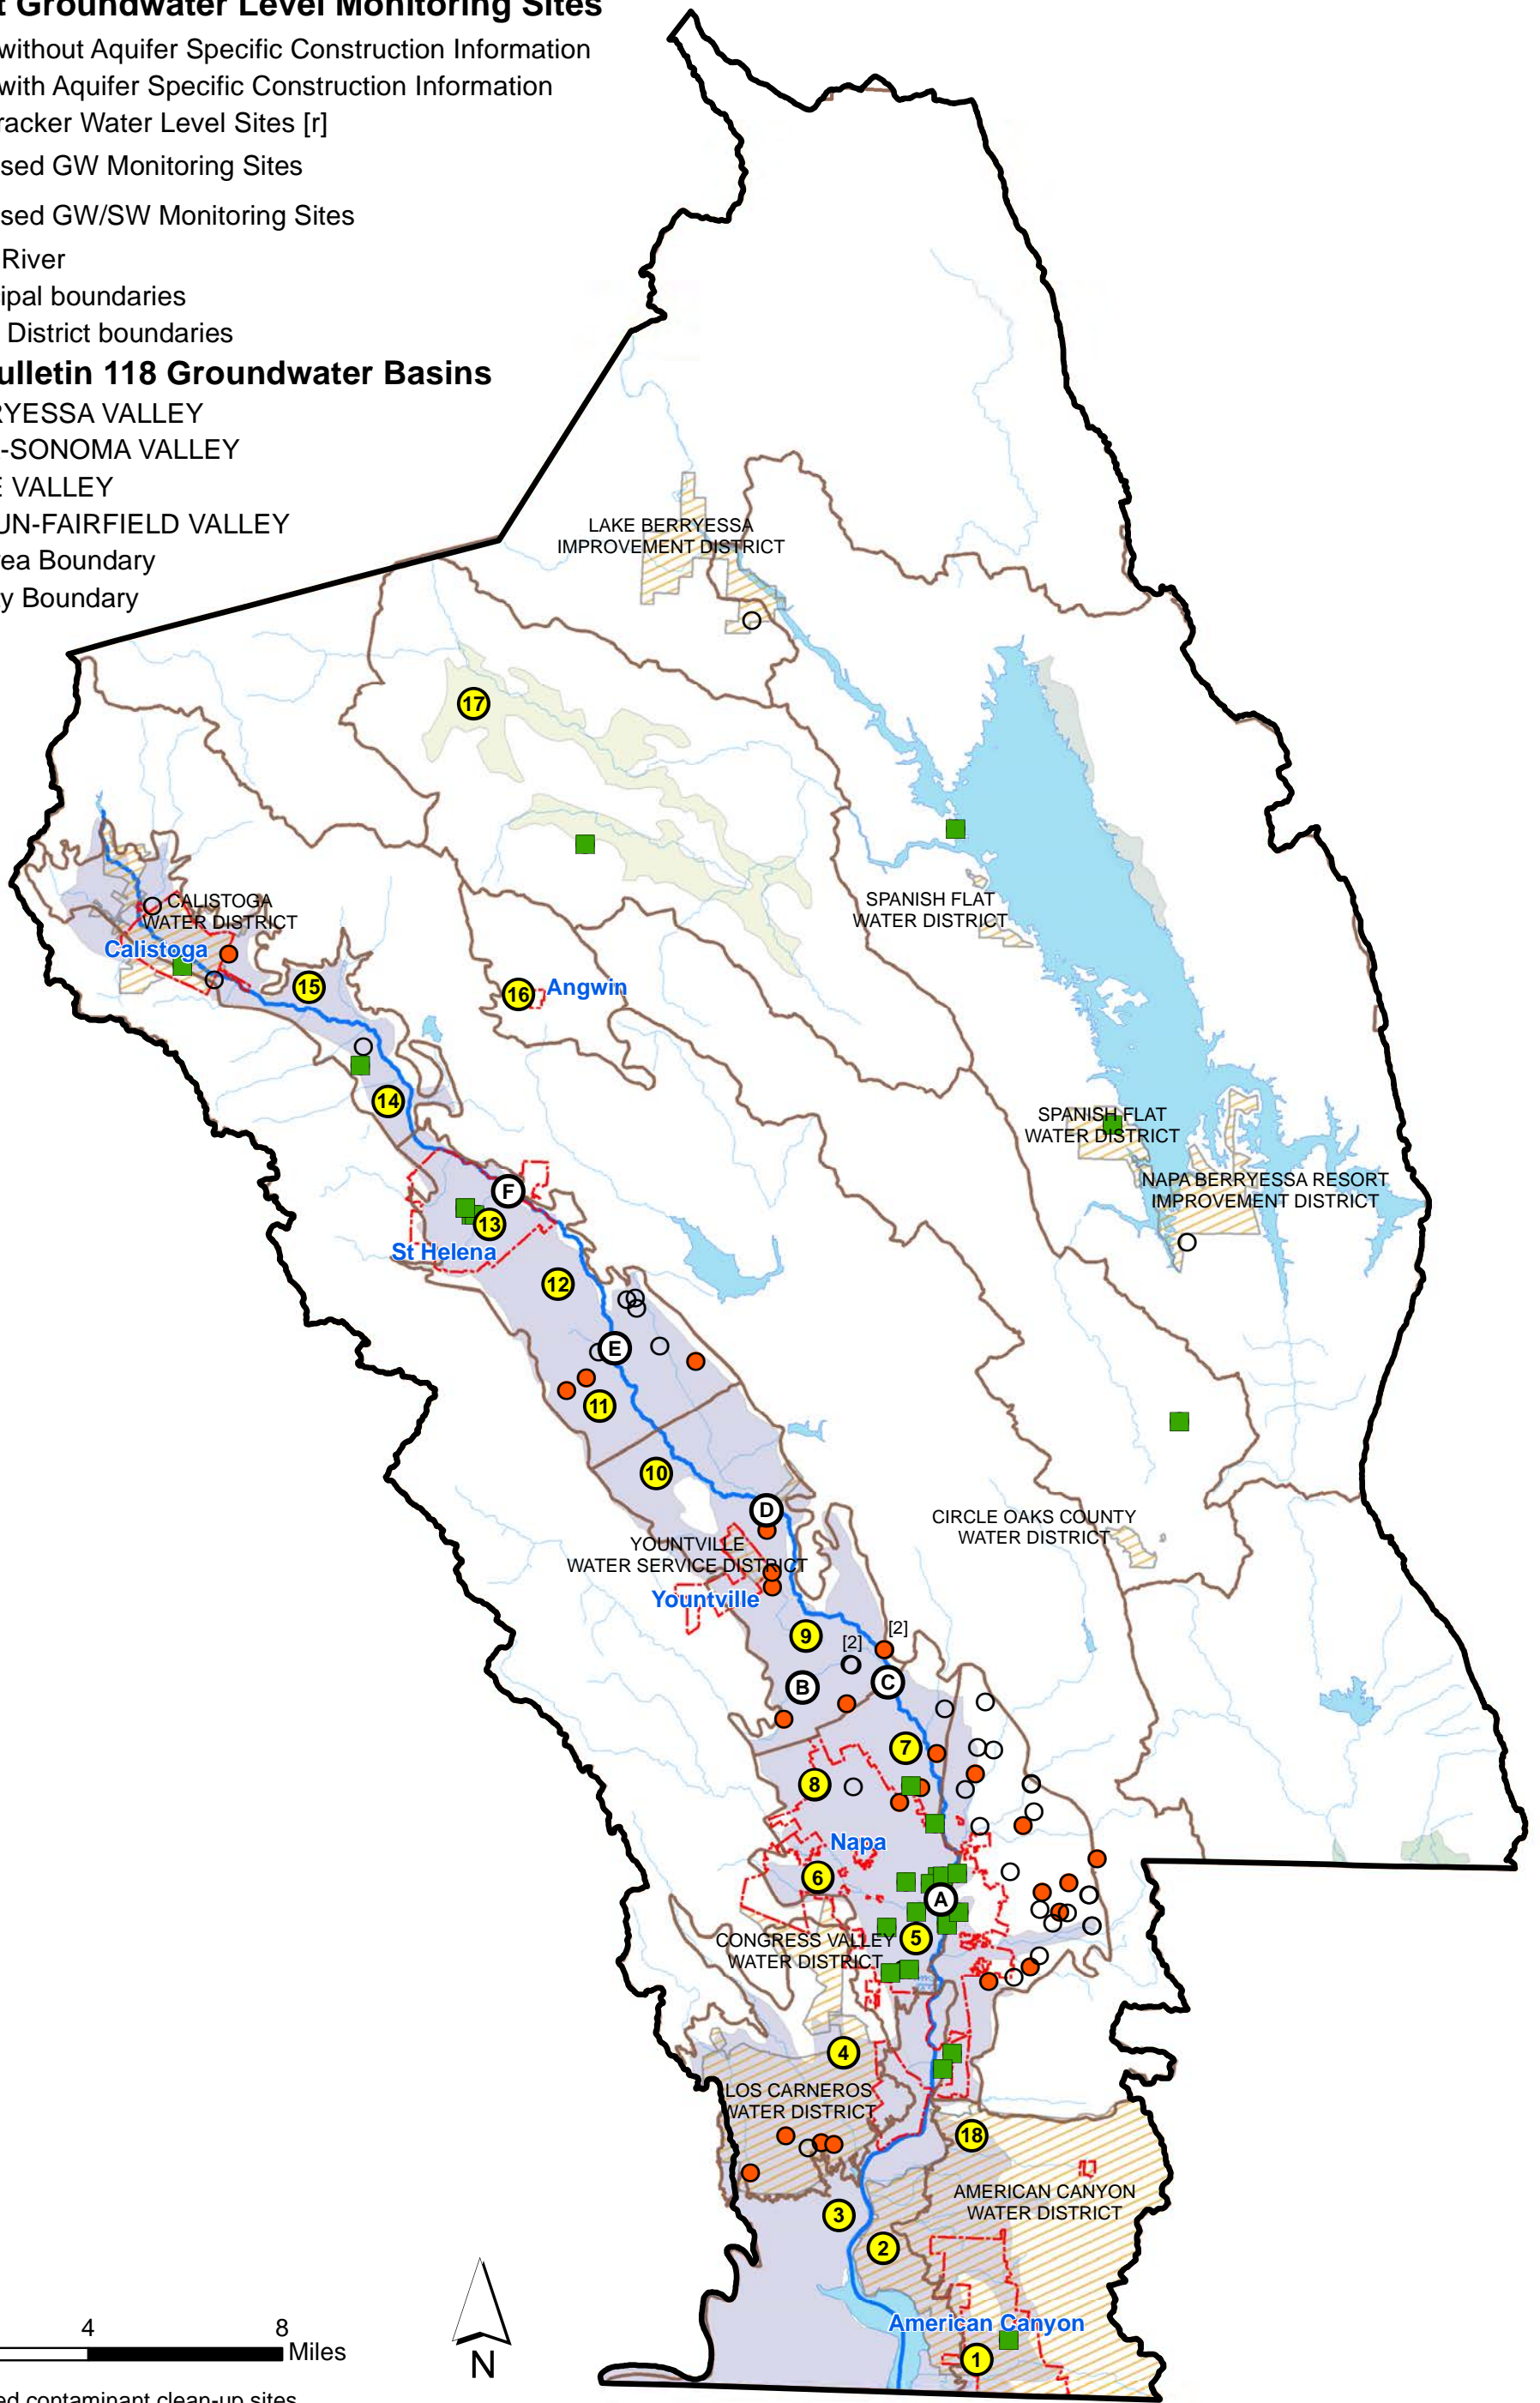 t Groundwater Level Monitoring Sites
without Aquifer Specific Construction Information
with Aquifer Specific Construction Information
racker Water Level Sites [r]
sed GW Monitoring Sites
sed GW/SW Monitoring Sites
River
ipal boundaries
District boundaries
ulletin 118 Groundwater Basins
RYESSA VALLEY
-SONOMA VALLEY
E VALLEY
UN-FAIRFIELD VALLEY
rea Boundary
y Boundary
LAKE BERRYESSA
IMPROVEMENT DISTRICT
17
SPANISH FLAT
WATER DISTRICT
CALISTOGA
WATER DISTRICT
Calistoga
15
16
Angwin
14
SPANISH FLAT
WATER DISTRICT
NAPA BERRYESSA RESORT
IMPROVEMENT DISTRICT
F
13
St Helena
12
E
11
10
D
CIRCLE OAKS COUNTY
WATER DISTRICT
YOUNTVILLE
WATER SERVICE DISTRICT
Yountville
9
[2]
[2]
B
C
7
8
Napa
6
A
5
CONGRESS VALLEY
WATER DISTRICT
4
LOS CARNEROS
WATER DISTRICT
18
AMERICAN CANYON
WATER DISTRICT
3
2
American Canyon
1
4
8
Miles
N
ed contaminant clean-up sites